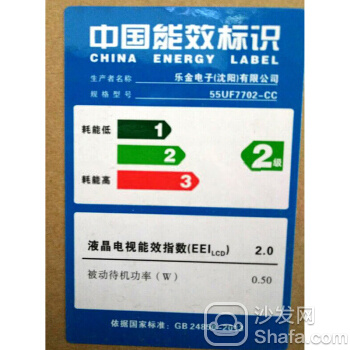 中国能效标识
CHINA ENERGY LABEL
生产者名称 乐金电子(沈阳)有限公司
规格型号 55UF7702-CC
耗能低 1
2
2级
耗能高 3
液晶电视能效指数(EEILCD) 2.0
被动待机功率(W) 0.50
依据国家标准: GB
沙发网
Shafa.com